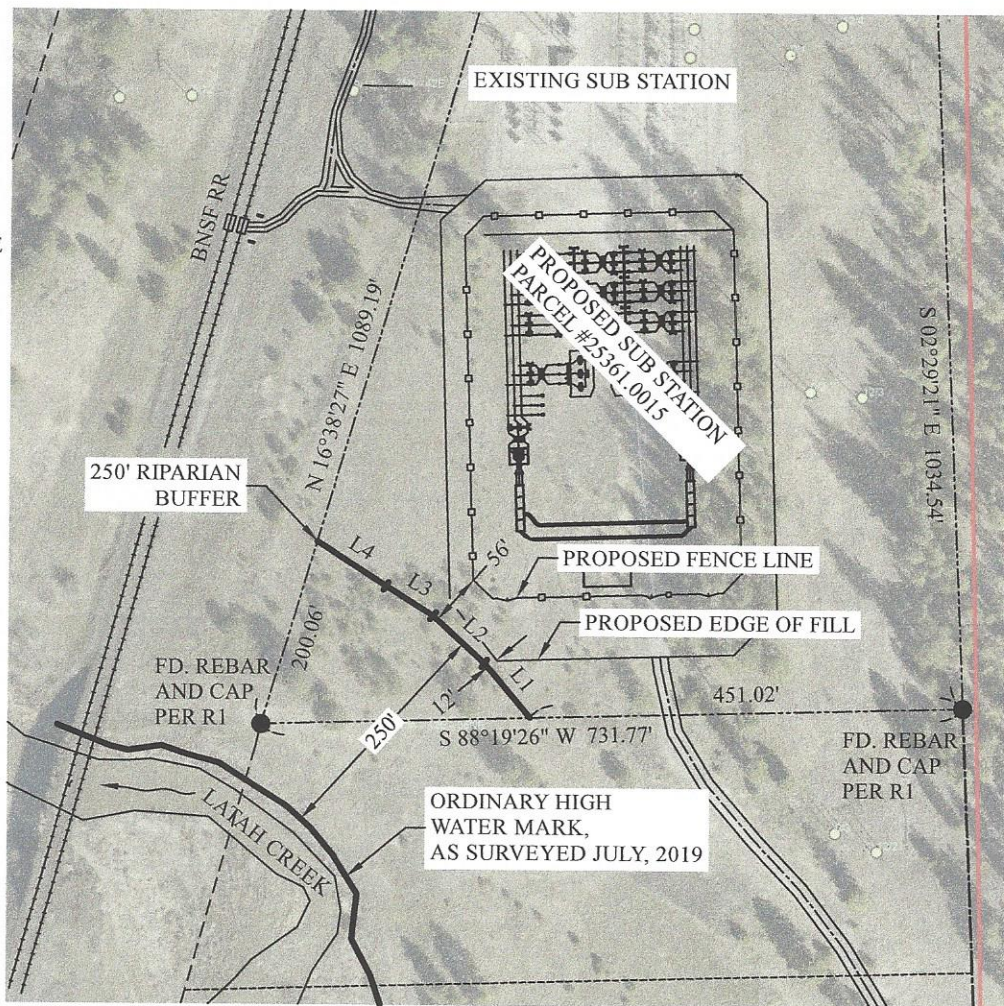 EXISTING SUB STATION
BNSF RR
PROPOSED SUB STATION
PARCEL #25361.0015
N 16°38'27" E 1089.19'
S 02°29'21" E 1034.54'
250' RIPARIAN
BUFFER
L4
L3
56'
PROPOSED FENCE LINE
L2
PROPOSED EDGE OF FILL
L1
200.06'
FD. REBAR
AND CAP
PER R1
12'
250'
451.02'
S 88°19'26" W 731.77'
FD. REBAR
AND CAP
PER R1
LATAH CREEK
ORDINARY HIGH
WATER MARK,
AS SURVEYED JULY, 2019